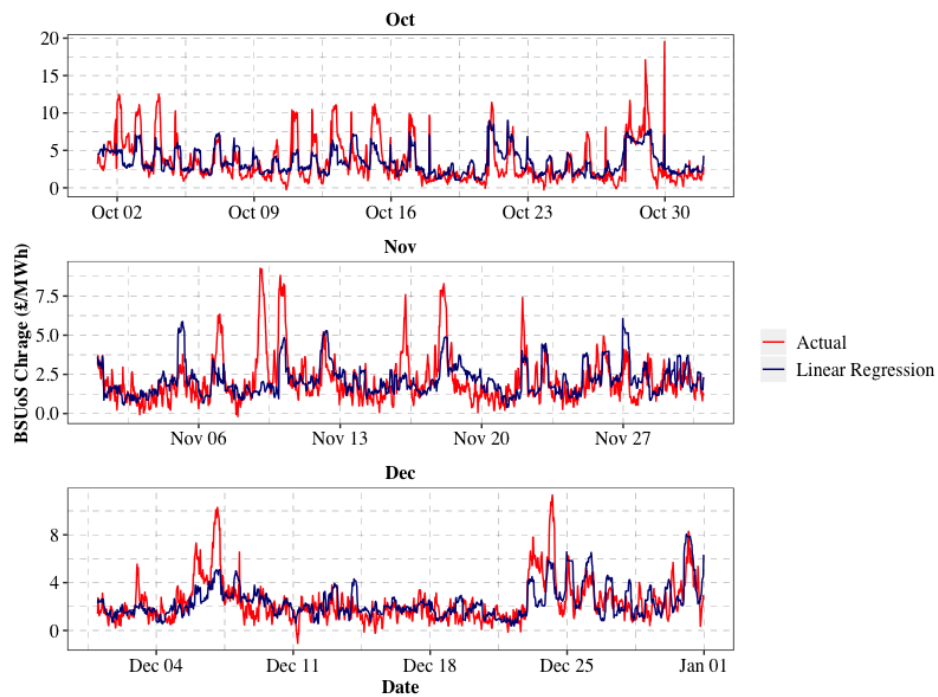 Oct
20
15
10
5
0
Oct 02 Oct 09 Oct 16 Oct 23 Oct 30
Nov
7.5
5.0
2.5
0.0
Nov 06 Nov 13 Nov 20 Nov 27
BSUoS Chrage (£/MWh)
Actual
Linear Regression
Dec
8
4
0
Dec 04 Dec 11 Dec 18 Dec 25 Jan 01
Date